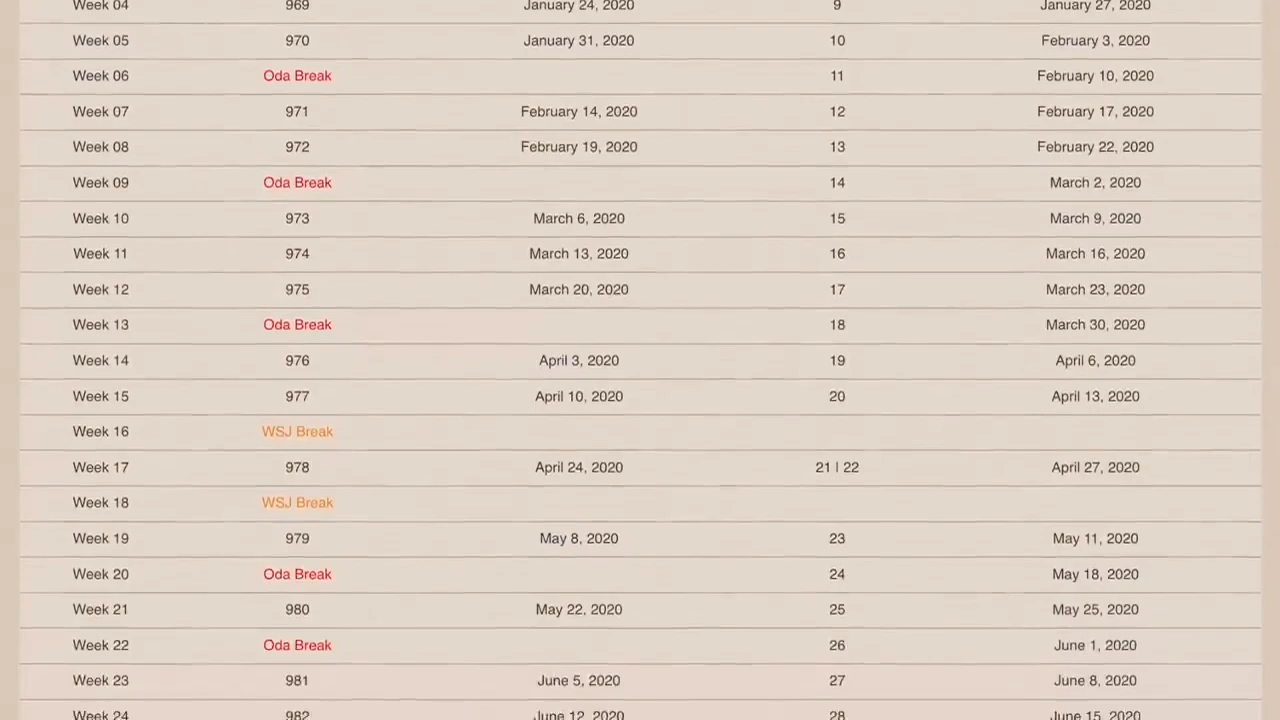 Week 04 969 January 24, 2020 9 January 27, 2020
Week 05 970 January 31, 2020 10 February 3, 2020
Week 06 Oda Break 11 February 10, 2020
Week 07 971 February 14, 2020 12 February 17, 2020
Week 08 972 February 19, 2020 13 February 22, 2020
Week 09 Oda Break 14 March 2, 2020
Week 10 973 March 6, 2020 15 March 9, 2020
Week 11 974 March 13, 2020 16 March 16, 2020
Week 12 975 March 20, 2020 17 March 23, 2020
Week 13 Oda Break 18 March 30, 2020
Week 14 976 April 3, 2020 19 April 6, 2020
Week 15 977 April 10, 2020 20 April 13, 2020
Week 16 WSJ Break
Week 17 978 April 24, 2020 21 | 22 April 27, 2020
Week 18 WSJ Break
Week 19 979 May 8, 2020 23 May 11, 2020
Week 20 Oda Break 24 May 18, 2020
Week 21 980 May 22, 2020 25 May 25, 2020
Week 22 Oda Break 26 June 1, 2020
Week 23 981 June 5, 2020 27 June 8, 2020
Week 24 982 June 12, 2020 28 June 15, 2020